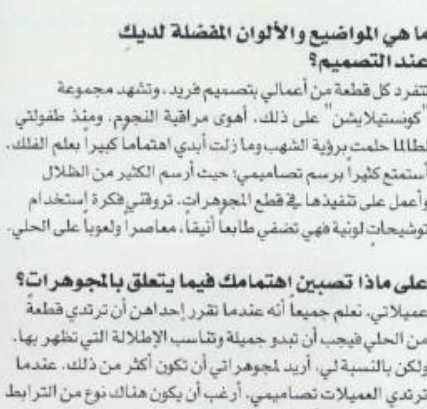 ما هي المواضيع والألوان المفضلة لديكِ
عند التصميم؟
تتفرد كل قطعة من أعمالي بتصميم فريد، وتشهد مجموعة
"كونستيلايشن" على ذلك. أهوى مراقبة النجوم، ومنذ طفولتي
لطالما حلمت برؤية الشهب وما زلت أبدي اهتماماً كبيراً بعلم الفلك.
أستمتع كثيراً برسم تصاميمي؛ حيث أرسم الكثير من الظلال
وأعمل على تنفيذها في قطع المجوهرات. تروقني فكرة استخدام
توشيحات لونية فهي تضفي طابعاً أنيقاً، معاصراً ولعوباً على الحلي.
على ماذا تصبين اهتمامك فيما يتعلق بالمجوهرات؟
عميلاتي، نعلم جميعاً أنه عندما تقرر إحداهن أن ترتدي قطعة
من الحلي فيجب أن تبدو جميلة وتناسب الإطلالة التي تظهر بها.
ولكن بالنسبة لي، أريد لمجوهراتي أن تكون أكثر من ذلك. عندما
ترتدي العميلات تصاميمي، أرغب أن يكون هناك نوع من الترابط